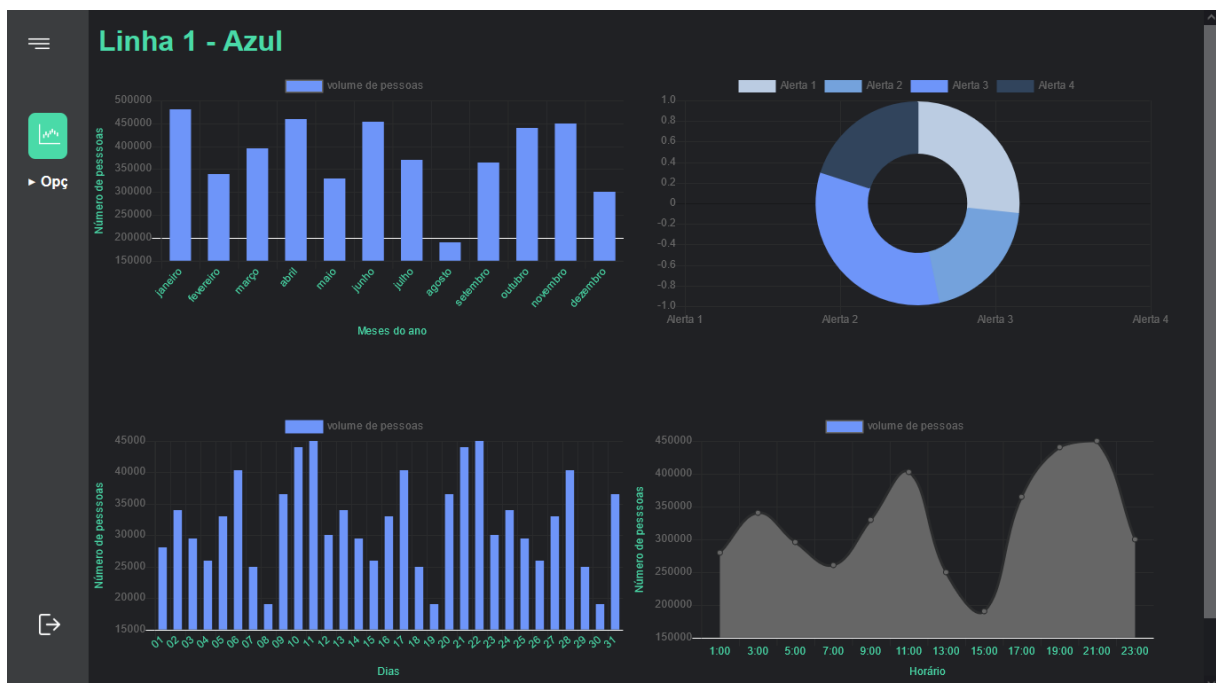 Linha 1 - Azul
▸ Opç
volume de pessoas
Número de pesssoas
500000
450000
400000
350000
300000
250000
200000
150000
janeiro fevereiro março abril maio junho julho agosto setembro outubro novembro dezembro
Meses do ano
Alerta 1 Alerta 2 Alerta 3 Alerta 4
1.0
0.8
0.6
0.4
0.2
0
-0.2
-0.4
-0.6
-0.8
-1.0
Alerta 1 Alerta 2 Alerta 3 Alerta 4
volume de pessoas
Número de pesssoas
45000
40000
35000
30000
25000
20000
15000
01 02 03 04 05 06 07 08 09 10 11 12 13 14 15 16 17 18 19 20 21 22 23 24 25 26 27 28 29 30 31
Dias
volume de pessoas
Número de pesssoas
450000
400000
350000
300000
250000
200000
150000
1:00 3:00 5:00 7:00 9:00 11:00 13:00 15:00 17:00 19:00 21:00 23:00
Horário